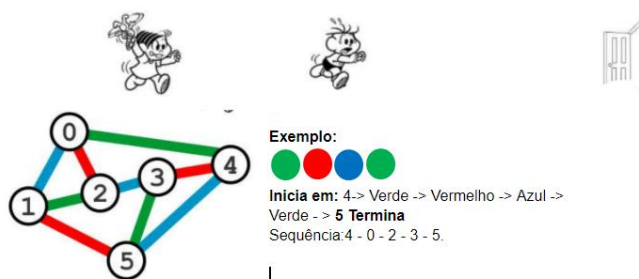 0
4
3
2
1
5
Exemplo:
Inicia em: 4-> Verde -> Vermelho -> Azul ->
Verde - > 5 Termina
Sequência:4 - 0 - 2 - 3 - 5.